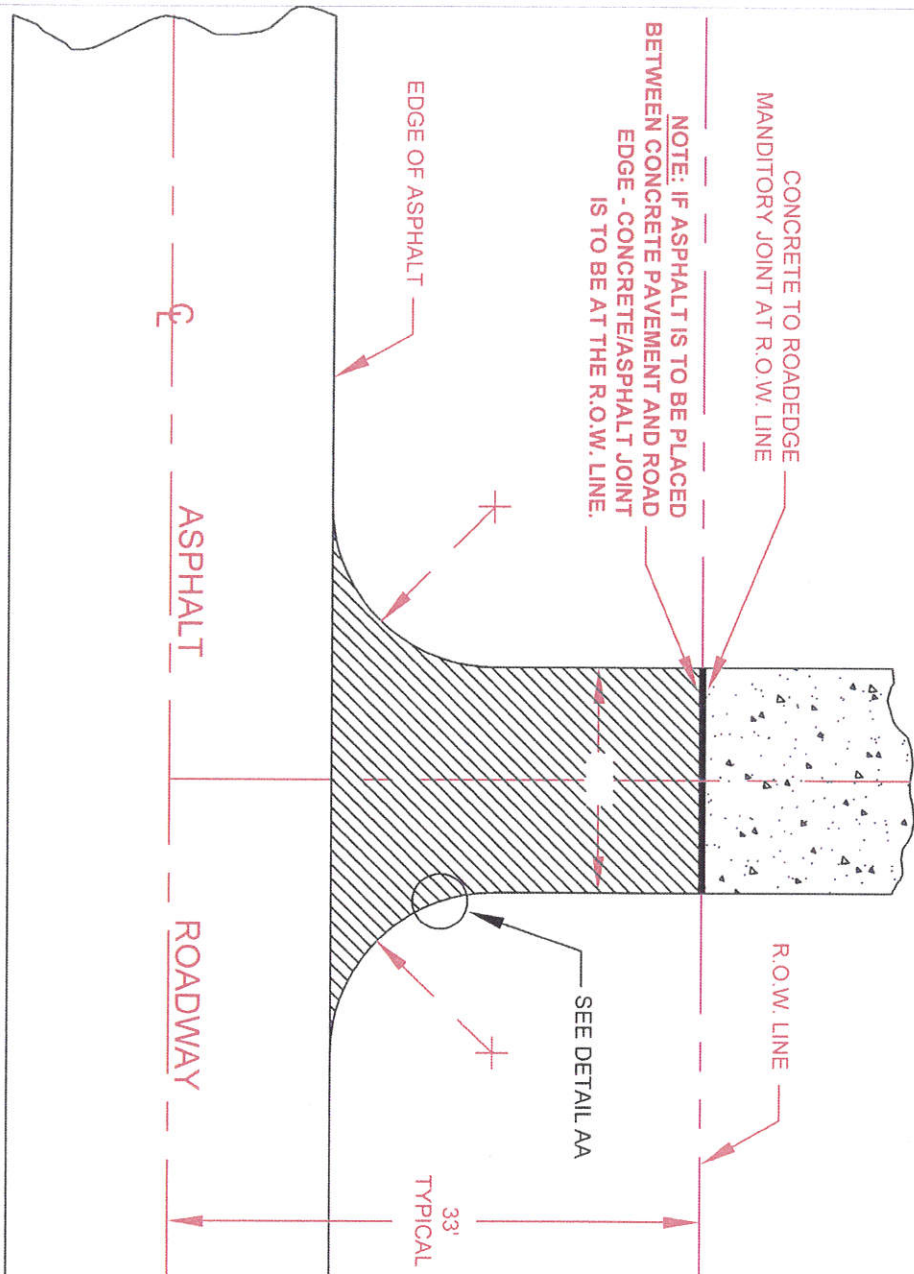 CONCRETE TO ROADEDGE
MANDITORY JOINT AT R.O.W. LINE
NOTE: IF ASPHALT IS TO BE PLACED
BETWEEN CONCRETE PAVEMENT AND ROAD
EDGE - CONCRETE/ASPHALT JOINT
IS TO BE AT THE R.O.W. LINE.
R.O.W. LINE
EDGE OF ASPHALT
SEE DETAIL AA
33'
TYPICAL
CL
ASPHALT
ROADWAY